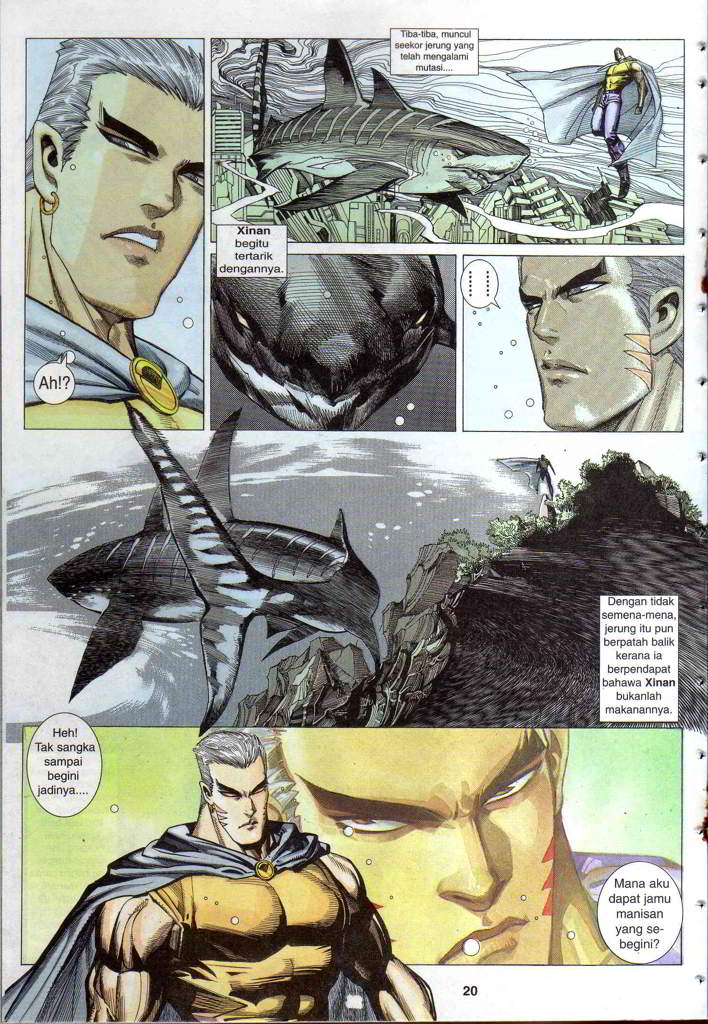 Tiba-tiba, muncul
seekor jerung yang
telah mengalami
mutasi....
Ah!?
Xinan
begitu
tertarik
dengannya.
Dengan tidak
semena-mena,
jerung itu pun
berpatah balik
kerana ia
berpendapat
bahawa Xinan
bukanlah
makanannya.
Heh!
Tak sangka
sampai
begini
jadinya....
Mana aku
dapat jamu
manisan
yang se-
begini?
20